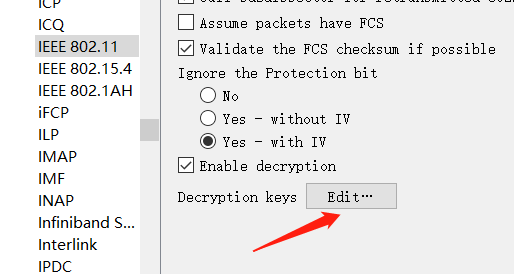 ICP
ICQ
IEEE 802.11
IEEE 802.15.4
IEEE 802.1AH
iFCP
ILP
IMAP
IMF
INAP
Infiniband S...
Interlink
IPDC
Assume packets have FCS
Validate the FCS checksum if possible
Ignore the Protection bit
No
Yes - without IV
Yes - with IV
Enable decryption
Decryption keys Edit…